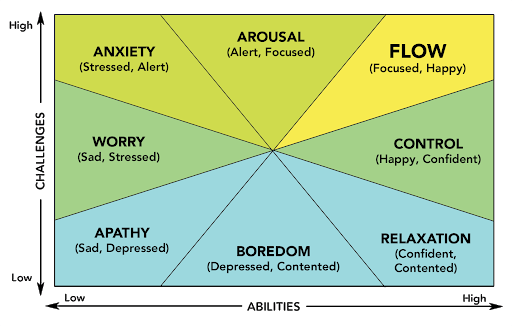 High
ANXIETY
(Stressed, Alert)
AROUSAL
(Alert, Focused)
FLOW
(Focused, Happy)
CHALLENGES
WORRY
(Sad, Stressed)
CONTROL
(Happy, Confident)
APATHY
(Sad, Depressed)
BOREDOM
(Depressed, Contented)
RELAXATION
(Confident,
Contented)
Low
Low
ABILITIES
High